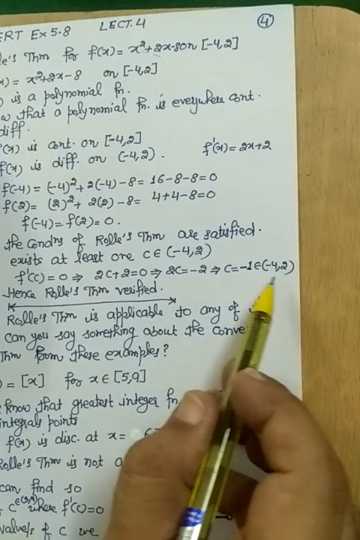 ERT Ex 5.8 LECT. 4 4
le's Thm for f(x) = x²+2x-8 on [-4,2]
x) = x²+2x-8 on [-4,2]
) is a polynomial fn.
ow that a polynomial fn. is everywhere cont.
diff.
f(x) is cont. on [-4,2]
f(x) is diff. on (-4,2). f'(x) = 2x+2
f(-4) = (-4)²+2(-4)-8 = 16-8-8=0
f(2) = (2)²+2(2)-8 = 4+4-8=0
f(-4) = f(2) = 0.
the condns of Rolle's Thm are satisfied.
exists at least one c∈(-4,2)
f'(c)=0 ⇒ 2c+2=0 ⇒ 2c=-2 ⇒ c=-1∈(-4,2)
Hence Rolle's Thm verified.
Rolle's Thm is applicable to any of
can you say something about the conve
Thm from these examples?
) = [x] for x∈[5,9]
know that greatest integer fn.
integral points
f(x) is disc. at x = 6
Rolle's Thm is not a
can find so
c where f'(c)=0
value/s of c we